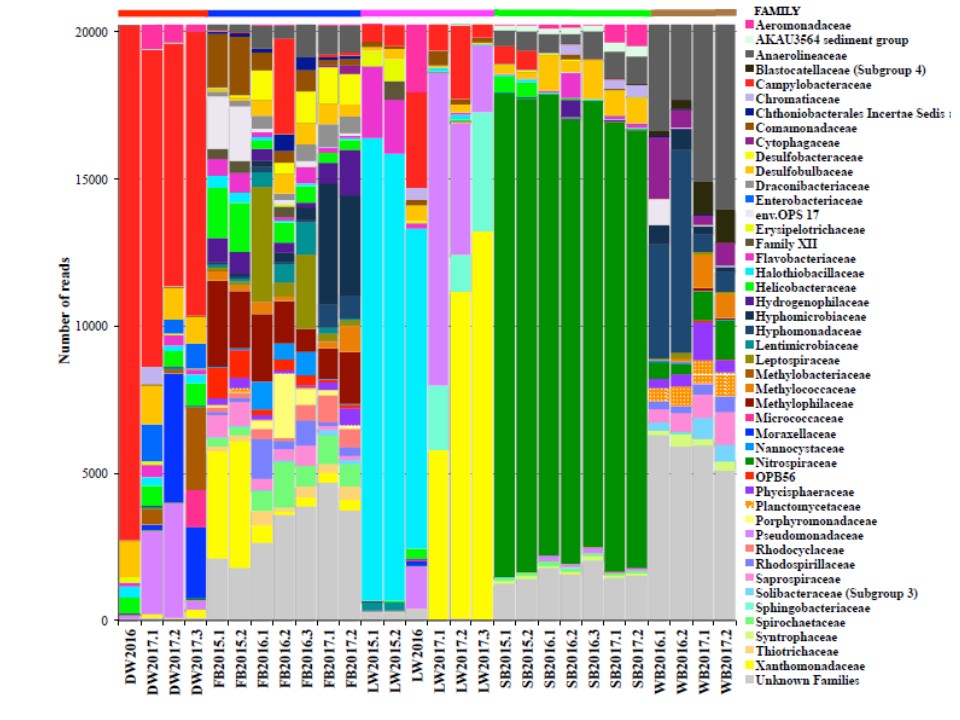 FAMILY
Aeromonadaceae
AKAU3564 sediment group
Anaerolineaceae
Blastocatellaceae (Subgroup 4)
Campylobacteraceae
Chromatiaceae
Chthoniobacterales Incertae Sedis
Comamonadaceae
Cytophagaceae
Desulfobacteraceae
Desulfobulbaceae
Draconibacteriaceae
Enterobacteriaceae
env.OPS 17
Erysipelotrichaceae
Family XII
Flavobacteriaceae
Halothiobacillaceae
Helicobacteraceae
Hydrogenophilaceae
Hyphomicrobiaceae
Hyphomonadaceae
Lentimicrobiaceae
Leptospiraceae
Methylobacteriaceae
Methylococcaceae
Methylophilaceae
Micrococcaceae
Moraxellaceae
Nannocystaceae
Nitrospiraceae
OPB56
Phycisphaeraceae
Planctomycetaceae
Porphyromonadaceae
Pseudomonadaceae
Rhodocyclaceae
Rhodospirillaceae
Saprospiraceae
Solibacteraceae (Subgroup 3)
Sphingobacteriaceae
Spirochaetaceae
Syntrophaceae
Thiotrichaceae
Xanthomonadaceae
Unknown Families
Number of reads
20000
15000
10000
5000
0
DW2016
DW2017.1
DW2017.2
DW2017.3
FB2015.1
FB2015.2
FB2016.1
FB2016.2
FB2016.3
FB2017.1
FB2017.2
LW2015.1
LW2015.2
LW2016
LW2017.1
LW2017.2
LW2017.3
SB2015.1
SB2015.2
SB2016.1
SB2016.2
SB2016.3
SB2017.1
SB2017.2
WB2016.1
WB2016.2
WB2017.1
WB2017.2